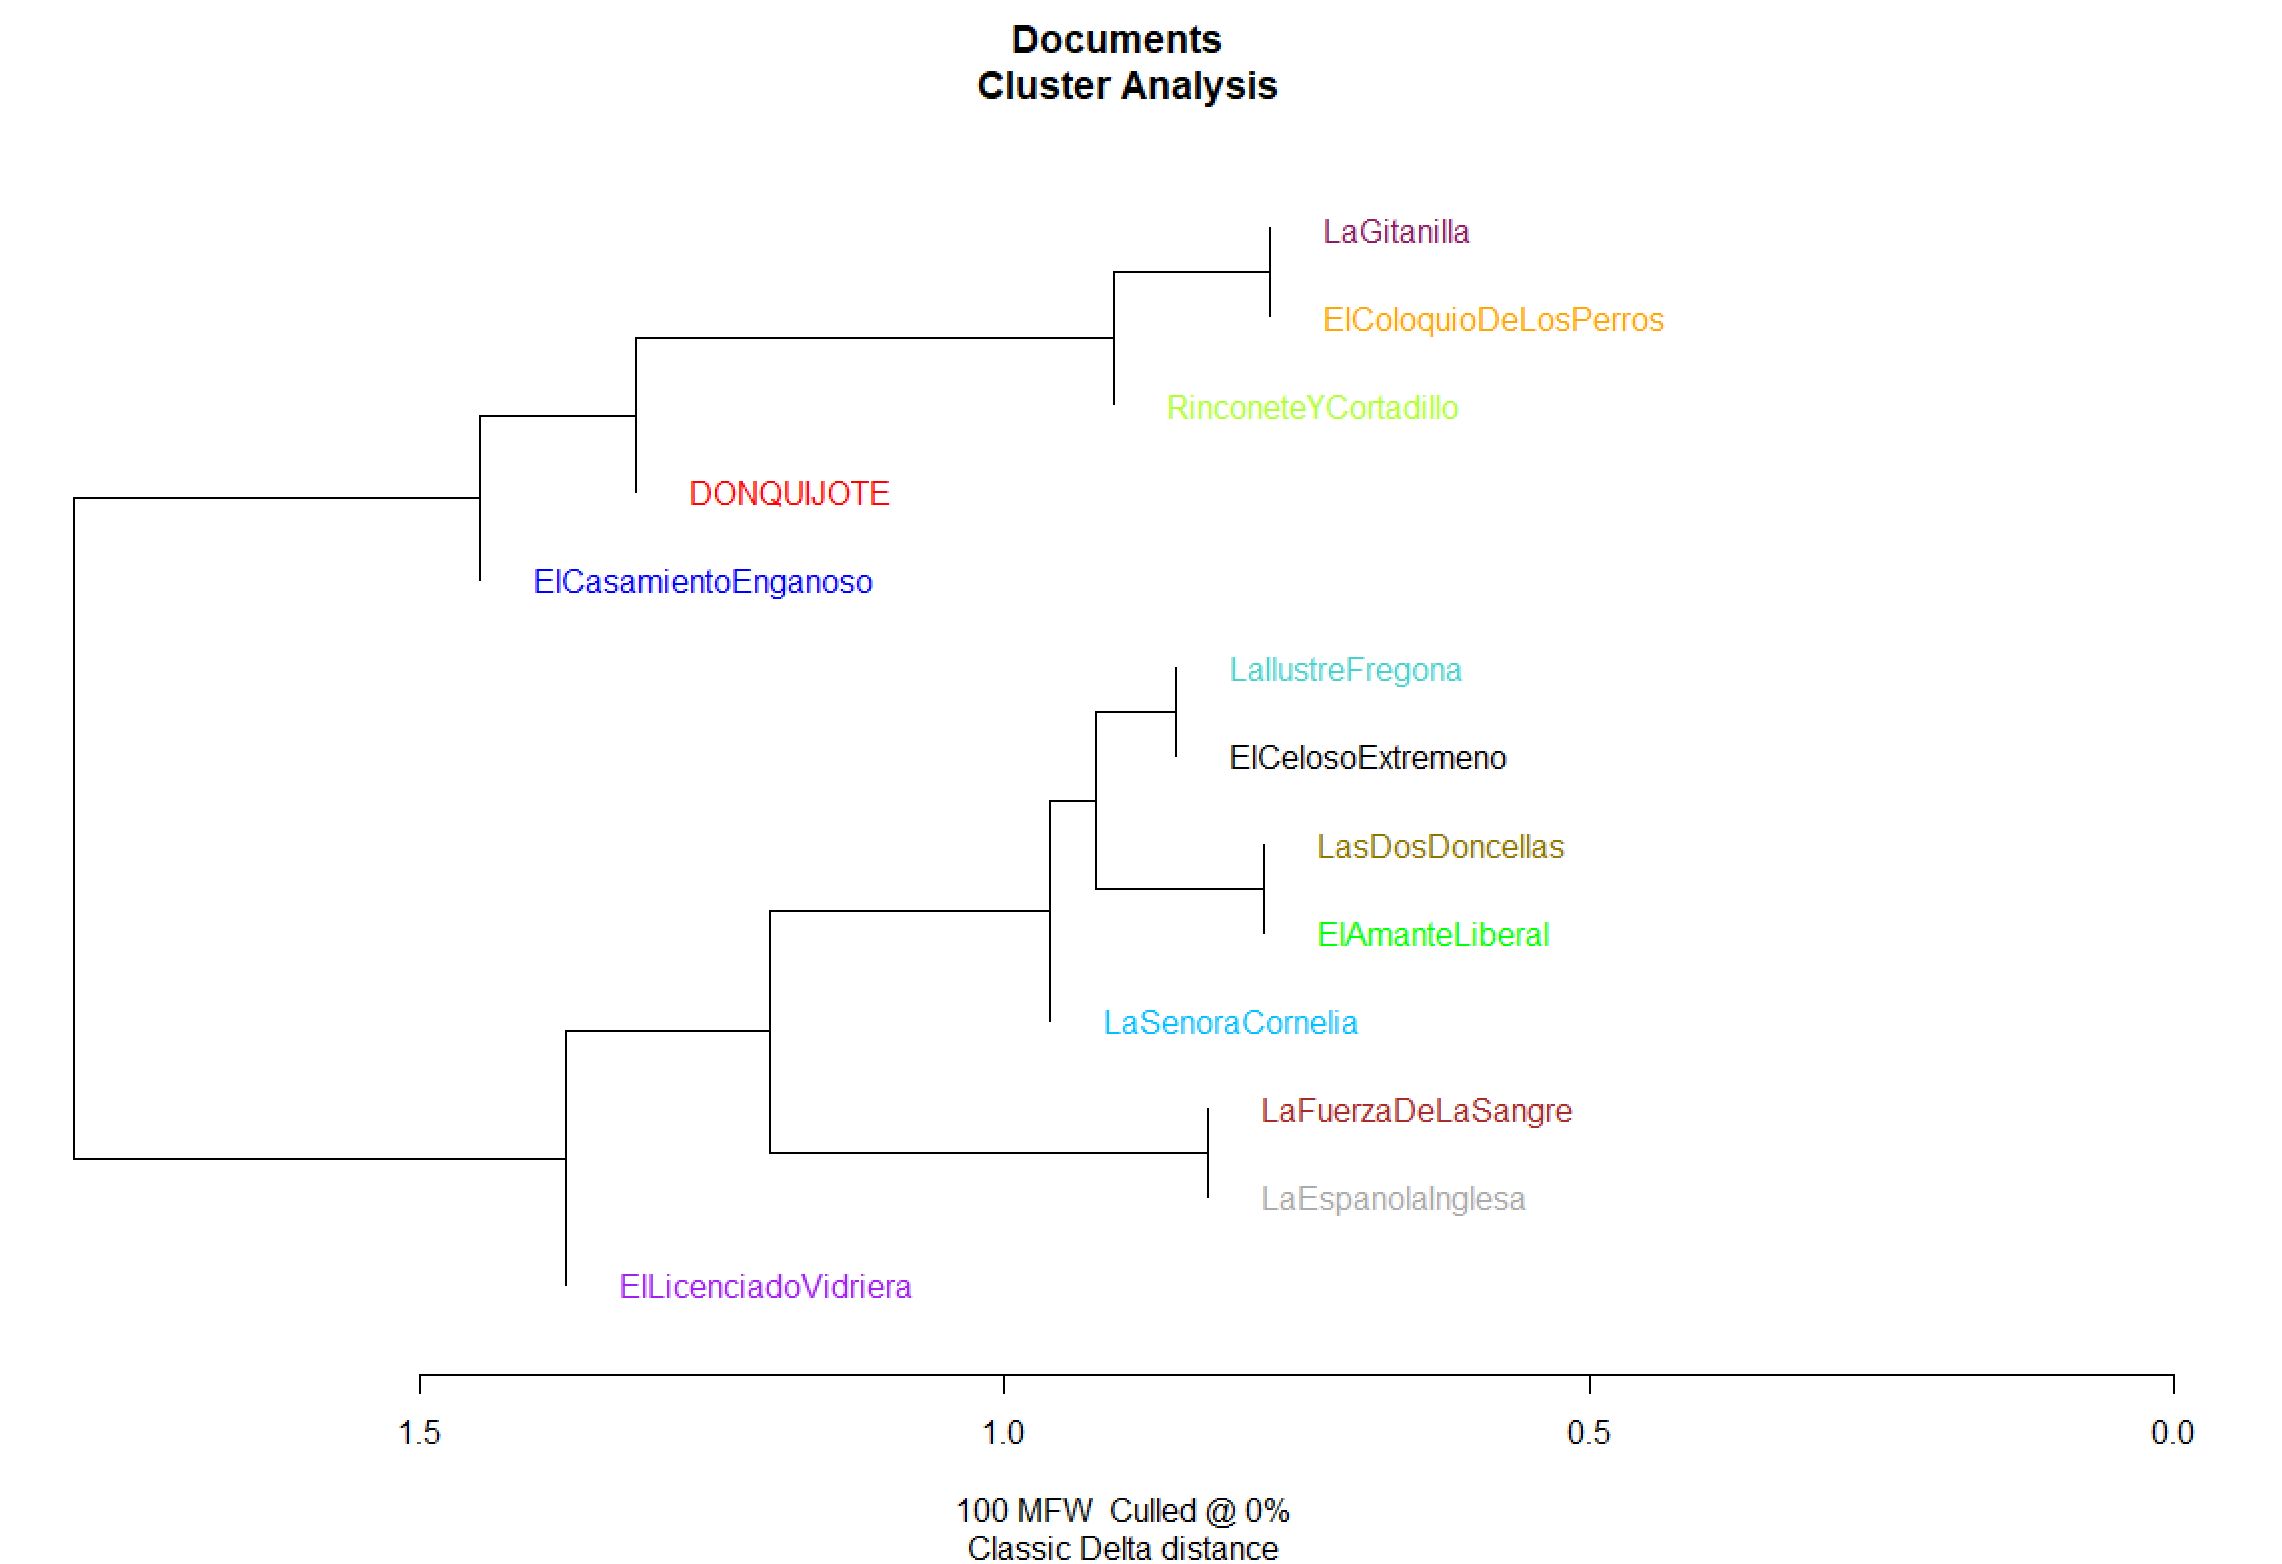 Documents
Cluster Analysis
LaGitanilla
ElColoquioDeLosPerros
RinconeteYCortadillo
DONQUIJOTE
ElCasamientoEnganoso
LaIlustreFregona
ElCelosoExtremeno
LasDosDoncellas
ElAmanteLiberal
LaSenoraCornelia
LaFuerzaDeLaSangre
LaEspanolaInglesa
ElLicenciadoVidriera
1.5 1.0 0.5 0.0
100 MFW Culled @ 0%
Classic Delta distance